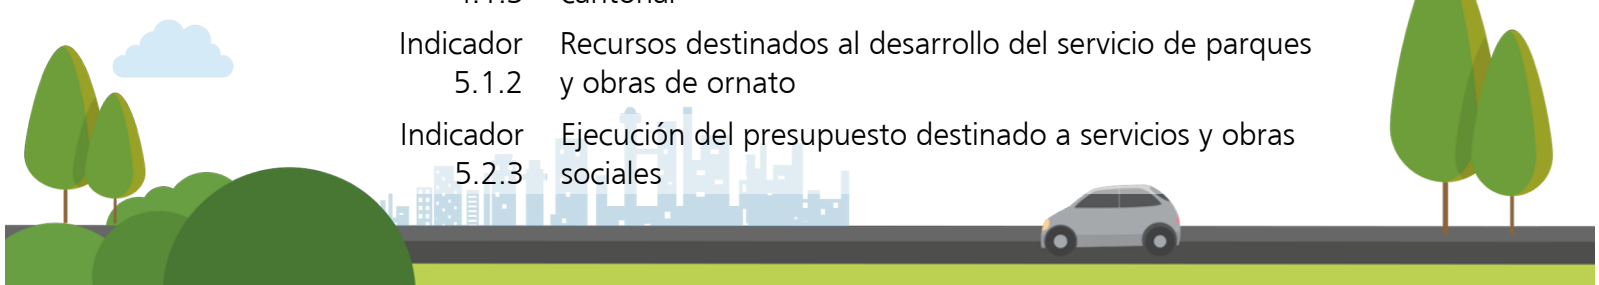 Indicador Recursos destinados al desarrollo del servicio de parques
5.1.2 y obras de ornato
Indicador Ejecución del presupuesto destinado a servicios y obras
5.2.3 sociales